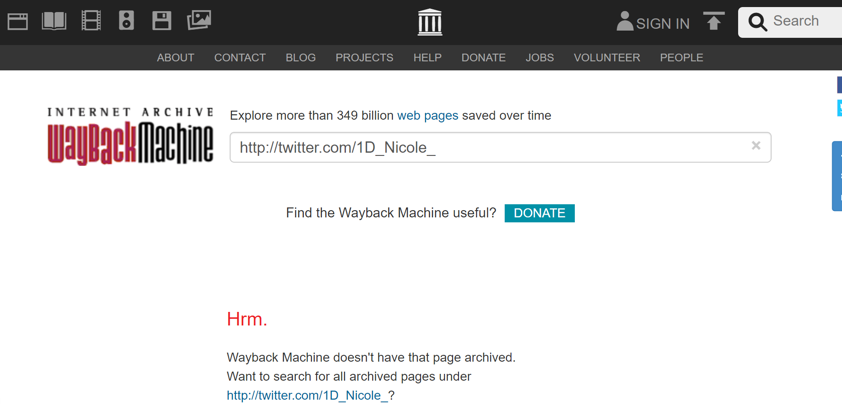 SIGN IN
Search
ABOUT CONTACT BLOG PROJECTS HELP DONATE JOBS VOLUNTEER PEOPLE
INTERNET ARCHIVE
WayBackMachine
Explore more than 349 billion web pages saved over time
http://twitter.com/1D_Nicole_
Find the Wayback Machine useful? DONATE
Hrm.
Wayback Machine doesn't have that page archived.
Want to search for all archived pages under
http://twitter.com/1D_Nicole_?